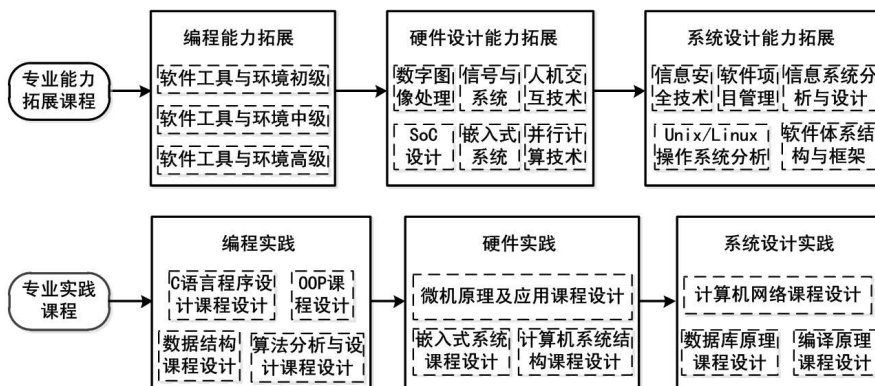 编程能力拓展
硬件设计能力拓展
系统设计能力拓展
专业能力
拓展课程
软件工具与环境初级
软件工具与环境中级
软件工具与环境高级
数字图
像处理
信号与
系统
人机交
互技术
SoC
设计
嵌入式
系统
并行计
算技术
信息安
全技术
软件项
目管理
信息系统分
析与设计
Unix/Linux
操作系统分析
软件体系结
构与框架
编程实践
硬件实践
系统设计实践
专业实践
课程
C语言程序设
计课程设计
OOP课
程设计
数据结构
课程设计
算法分析与设
计课程设计
微机原理及应用课程设计
嵌入式系统
课程设计
计算机系统结
构课程设计
计算机网络课程设计
数据库原理
课程设计
编译原理
课程设计